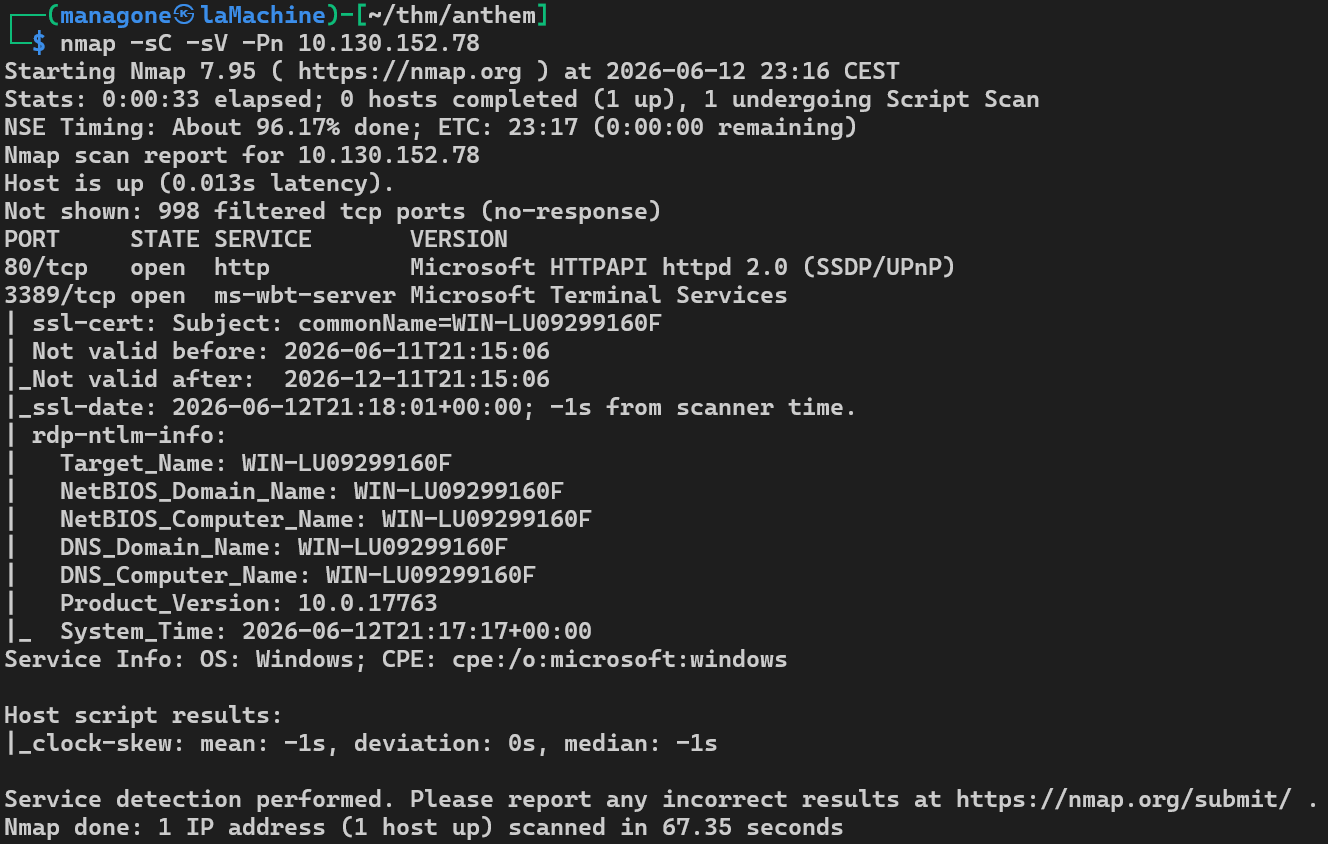 ┌──(managone㉿laMachine)-[~/thm/anthem]
└─$ nmap -sC -sV -Pn 10.130.152.78
Starting Nmap 7.95 ( https://nmap.org ) at 2026-06-12 23:16 CEST
Stats: 0:00:33 elapsed; 0 hosts completed (1 up), 1 undergoing Script Scan
NSE Timing: About 96.17% done; ETC: 23:17 (0:00:00 remaining)
Nmap scan report for 10.130.152.78
Host is up (0.013s latency).
Not shown: 998 filtered tcp ports (no-response)
PORT     STATE SERVICE       VERSION
80/tcp   open  http          Microsoft HTTPAPI httpd 2.0 (SSDP/UPnP)
3389/tcp open  ms-wbt-server Microsoft Terminal Services
| ssl-cert: Subject: commonName=WIN-LU09299160F
| Not valid before: 2026-06-11T21:15:06
|_Not valid after:  2026-12-11T21:15:06
|_ssl-date: 2026-06-12T21:18:01+00:00; -1s from scanner time.
| rdp-ntlm-info:
|   Target_Name: WIN-LU09299160F
|   NetBIOS_Domain_Name: WIN-LU09299160F
|   NetBIOS_Computer_Name: WIN-LU09299160F
|   DNS_Domain_Name: WIN-LU09299160F
|   DNS_Computer_Name: WIN-LU09299160F
|   Product_Version: 10.0.17763
|_  System_Time: 2026-06-12T21:17:17+00:00
Service Info: OS: Windows; CPE: cpe:/o:microsoft:windows

Host script results:
|_clock-skew: mean: -1s, deviation: 0s, median: -1s

Service detection performed. Please report any incorrect results at https://nmap.org/submit/ .
Nmap done: 1 IP address (1 host up) scanned in 67.35 seconds